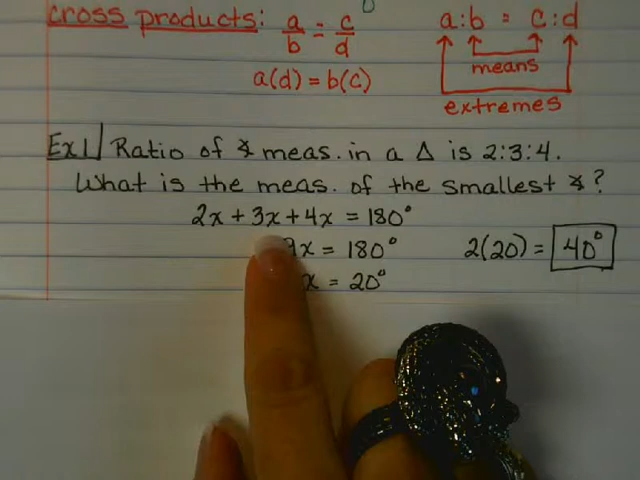 cross products: a/b = c/d a:b = c:d
a(d) = b(c)
means
extremes
Ex1 Ratio of ∡ meas. in a Δ is 2:3:4.
What is the meas. of the smallest ∡?
2x + 3x + 4x = 180°
9x = 180° 2(20) = 40°
x = 20°